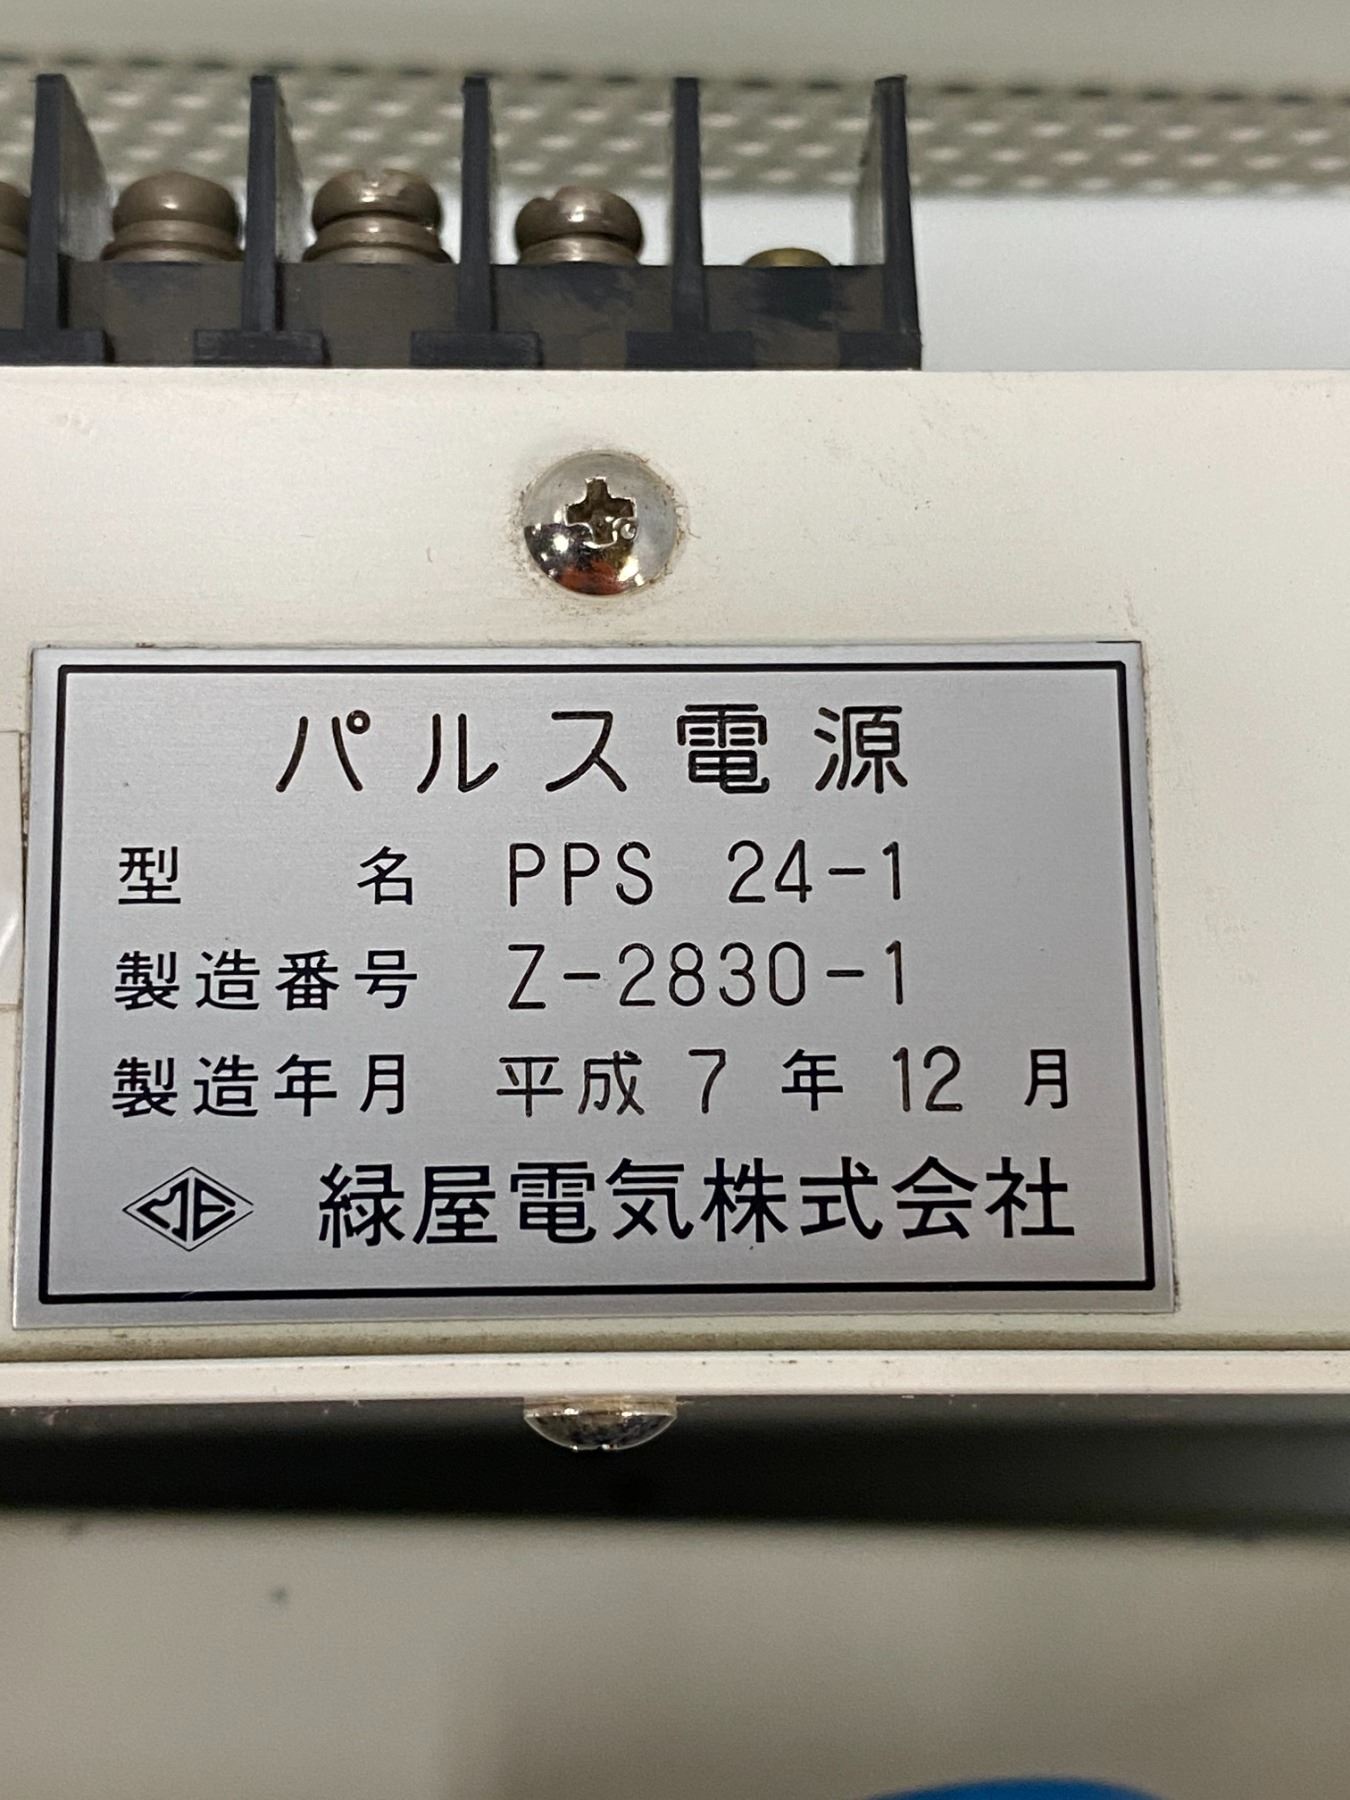 パルス電源
型名 PPS 24-1
製造番号 Z-2830-1
製造年月 平成 7 年 12 月
ME 緑屋電気株式会社